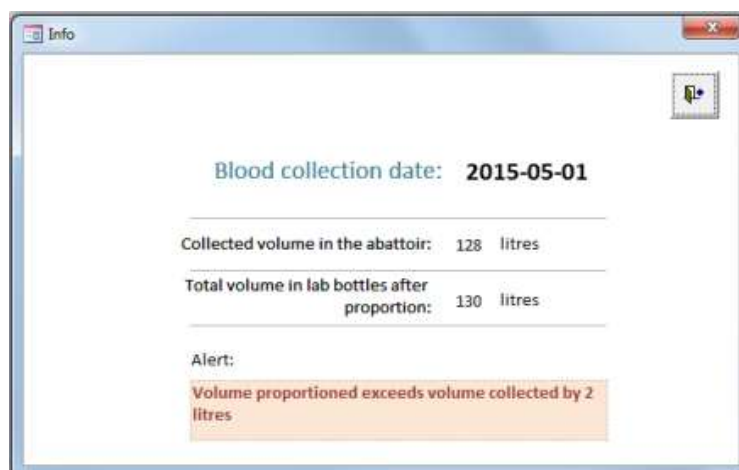 Info
Blood collection date: 2015-05-01
Collected volume in the abattoir: 128 litres
Total volume in lab bottles after
proportion: 130 litres
Alert:
Volume proportioned exceeds volume collected by 2
litres